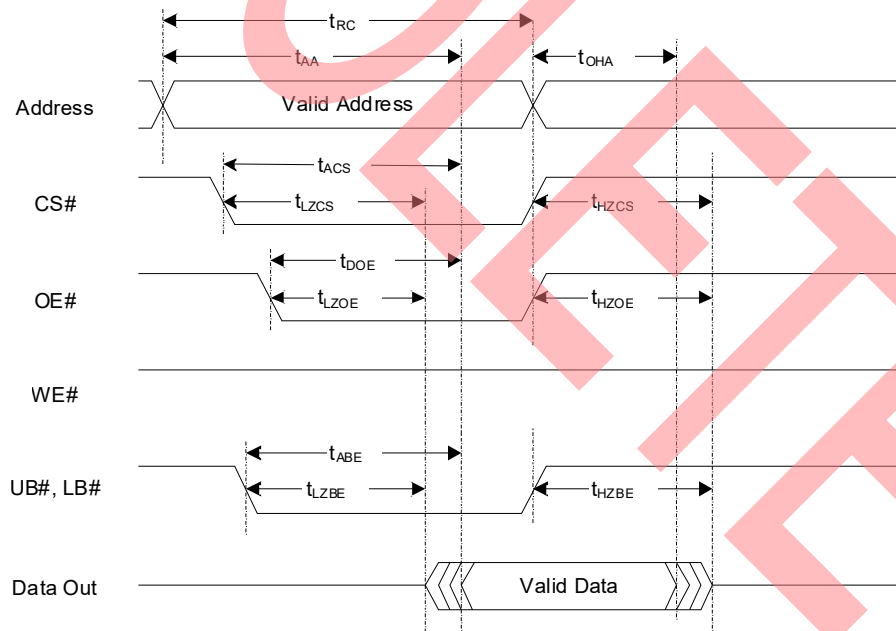 tRC
tAA
tOHA
Address
Valid Address
tACS
CS#
tLZCS
tHZCS
tDOE
OE#
tLZOE
tHZOE
WE#
tABE
UB#, LB#
tLZBE
tHZBE
Data Out
Valid Data